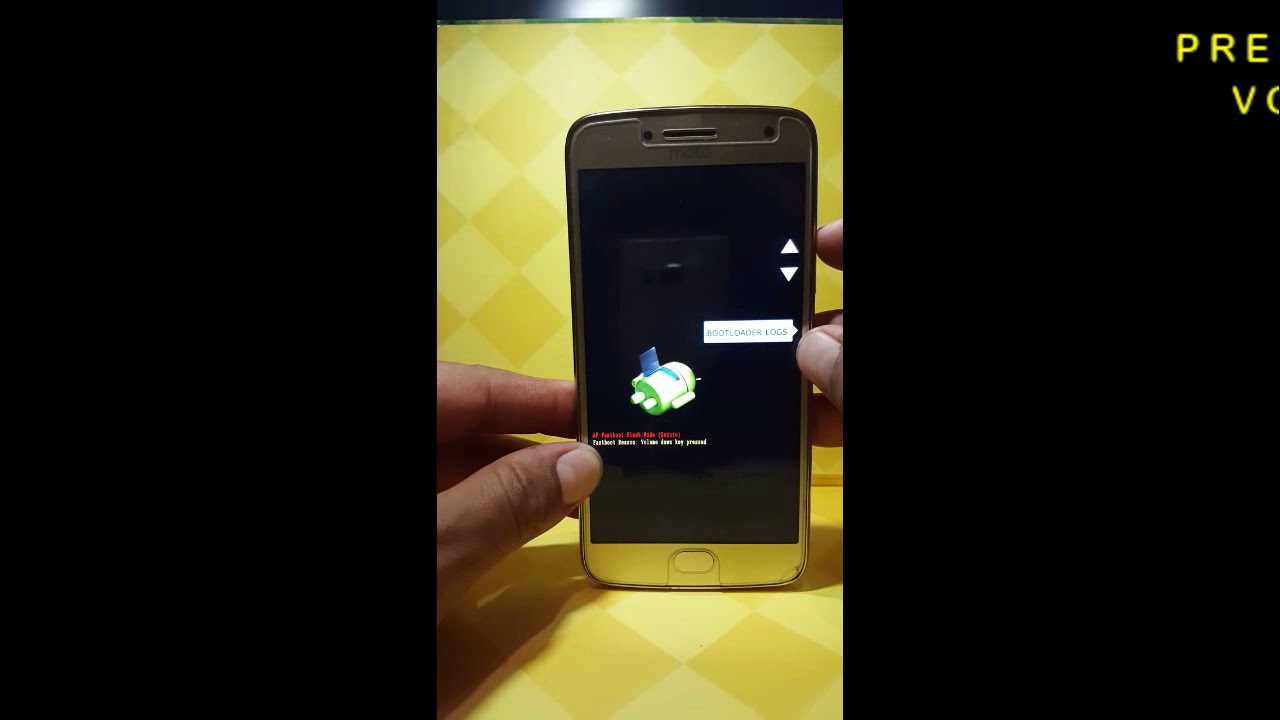 PRE
VO
moto
BOOTLOADER LOGS
AP Fastboot Flash Mode (Secure)
Fastboot Reason: Volume down key pressed